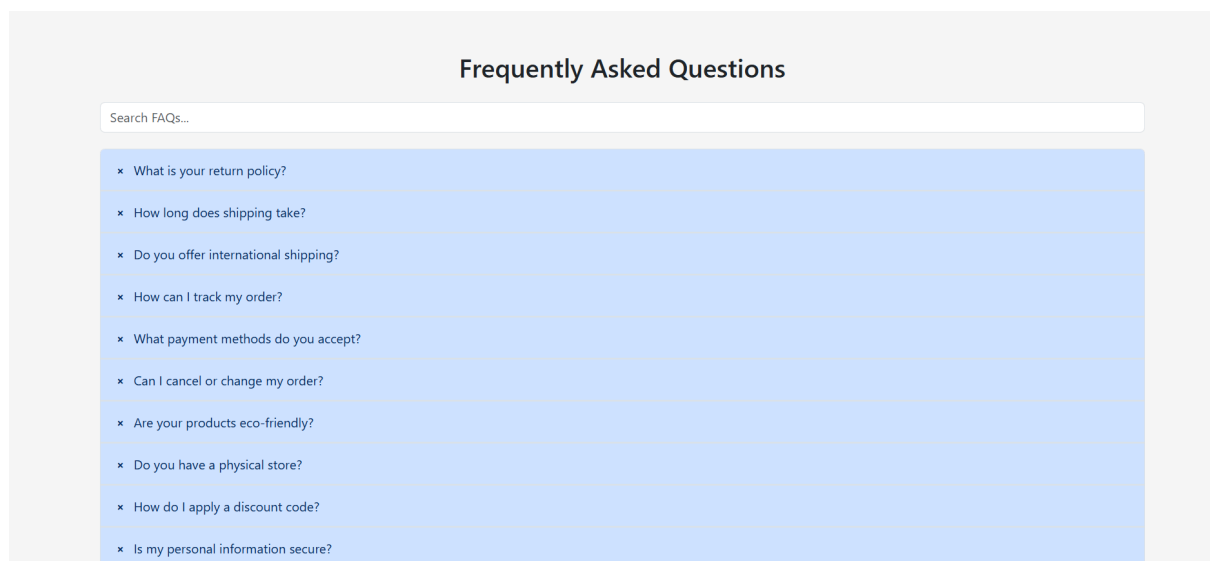 Frequently Asked Questions
Search FAQs...
× What is your return policy?
× How long does shipping take?
× Do you offer international shipping?
× How can I track my order?
× What payment methods do you accept?
× Can I cancel or change my order?
× Are your products eco-friendly?
× Do you have a physical store?
× How do I apply a discount code?
× Is my personal information secure?